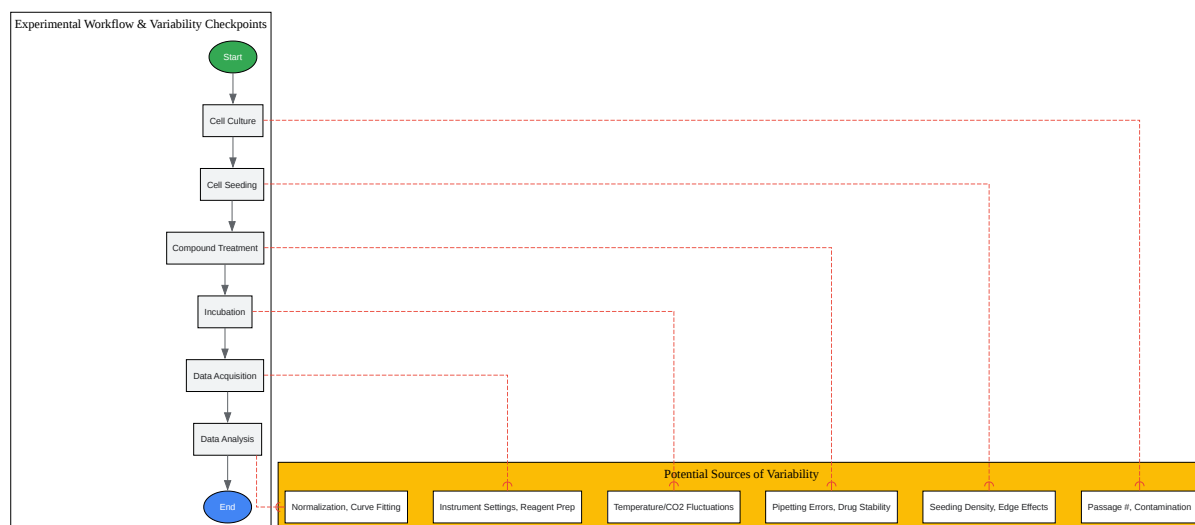 Experimental Workflow & Variability Checkpoints
Start
Cell Culture
Cell Seeding
Compound Treatment
Incubation
Data Acquisition
Data Analysis
End
Potential Sources of Variability
Normalization, Curve Fitting
Instrument Settings, Reagent Prep
Temperature/CO2 Fluctuations
Pipetting Errors, Drug Stability
Seeding Density, Edge Effects
Passage #, Contamination